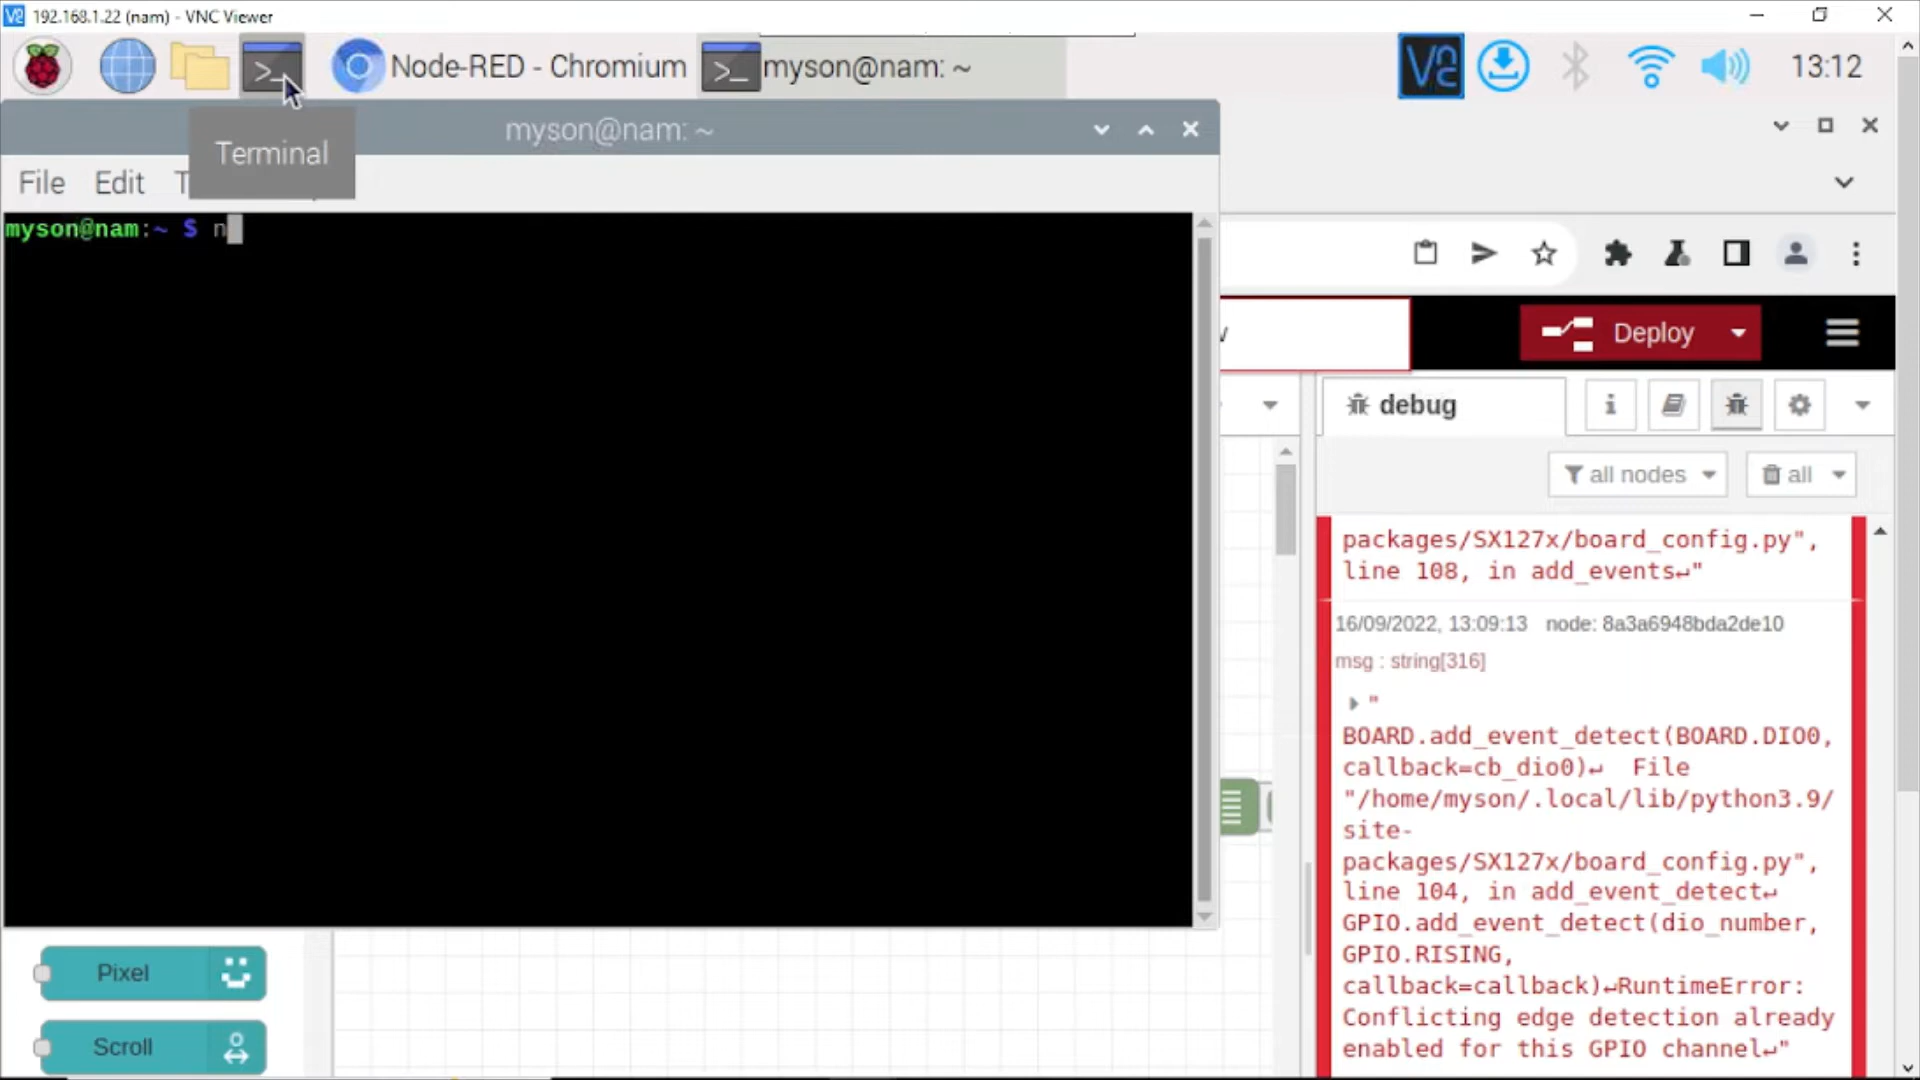 192.168.1.22 (nam) - VNC Viewer
Node-RED - Chromium
myson@nam: ~
13:12
myson@nam: ~
Terminal
File Edit T
myson@nam:~ $ n
Deploy
debug
all nodes
all
packages/SX127x/board_config.py",
line 108, in add_events↵"
16/09/2022, 13:09:13 node: 8a3a6948bda2de10
msg : string[316]
"
BOARD.add_event_detect(BOARD.DIO0,
callback=cb_dio0)↵ File
"/home/myson/.local/lib/python3.9/
site-
packages/SX127x/board_config.py",
line 104, in add_event_detect↵
GPIO.add_event_detect(dio_number,
GPIO.RISING,
callback=callback)↵RuntimeError:
Conflicting edge detection already
enabled for this GPIO channel↵"
Pixel
Scroll